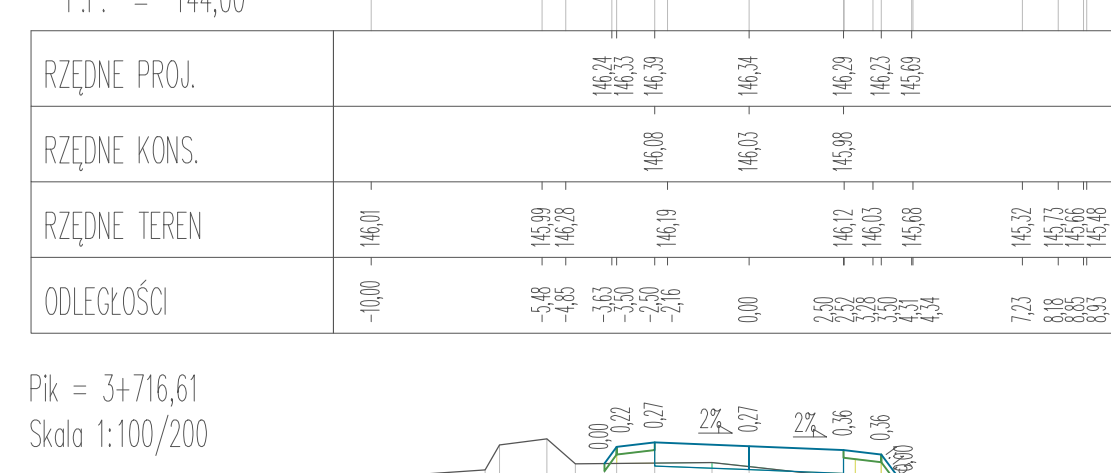 P.P. = 144,00
RZĘDNE PROJ. 146,24 146,33 146,39 146,34 146,29 146,23 145,69
RZĘDNE KONS. 146,08 146,03 145,98
RZĘDNE TEREN 146,01 145,99 146,28 146,19 146,12 146,03 145,68 145,32 145,73 145,66 145,48
ODLEGŁOŚCI -10,00 -5,48 -4,85 -3,63 -3,50 -2,50 -2,16 0,00 2,50 2,52 3,28 3,50 4,31 4,34 7,23 8,18 8,85 8,93
Pik = 3+716,61
Skala 1:100/200
0,00 0,22 0,27 2% 0,27 2% 0,36 0,36